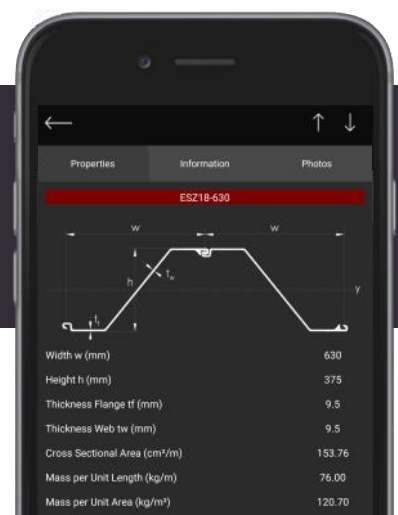 Properties Information Photos
ESZ18-630
w w
h tw y
tf
Width w (mm) 630
Height h (mm) 375
Thickness Flange tf (mm) 9.5
Thickness Web tw (mm) 9.5
Cross Sectional Area (cm²/m) 153.76
Mass per Unit Length (kg/m) 76.00
Mass per Unit Area (kg/m²) 120.70